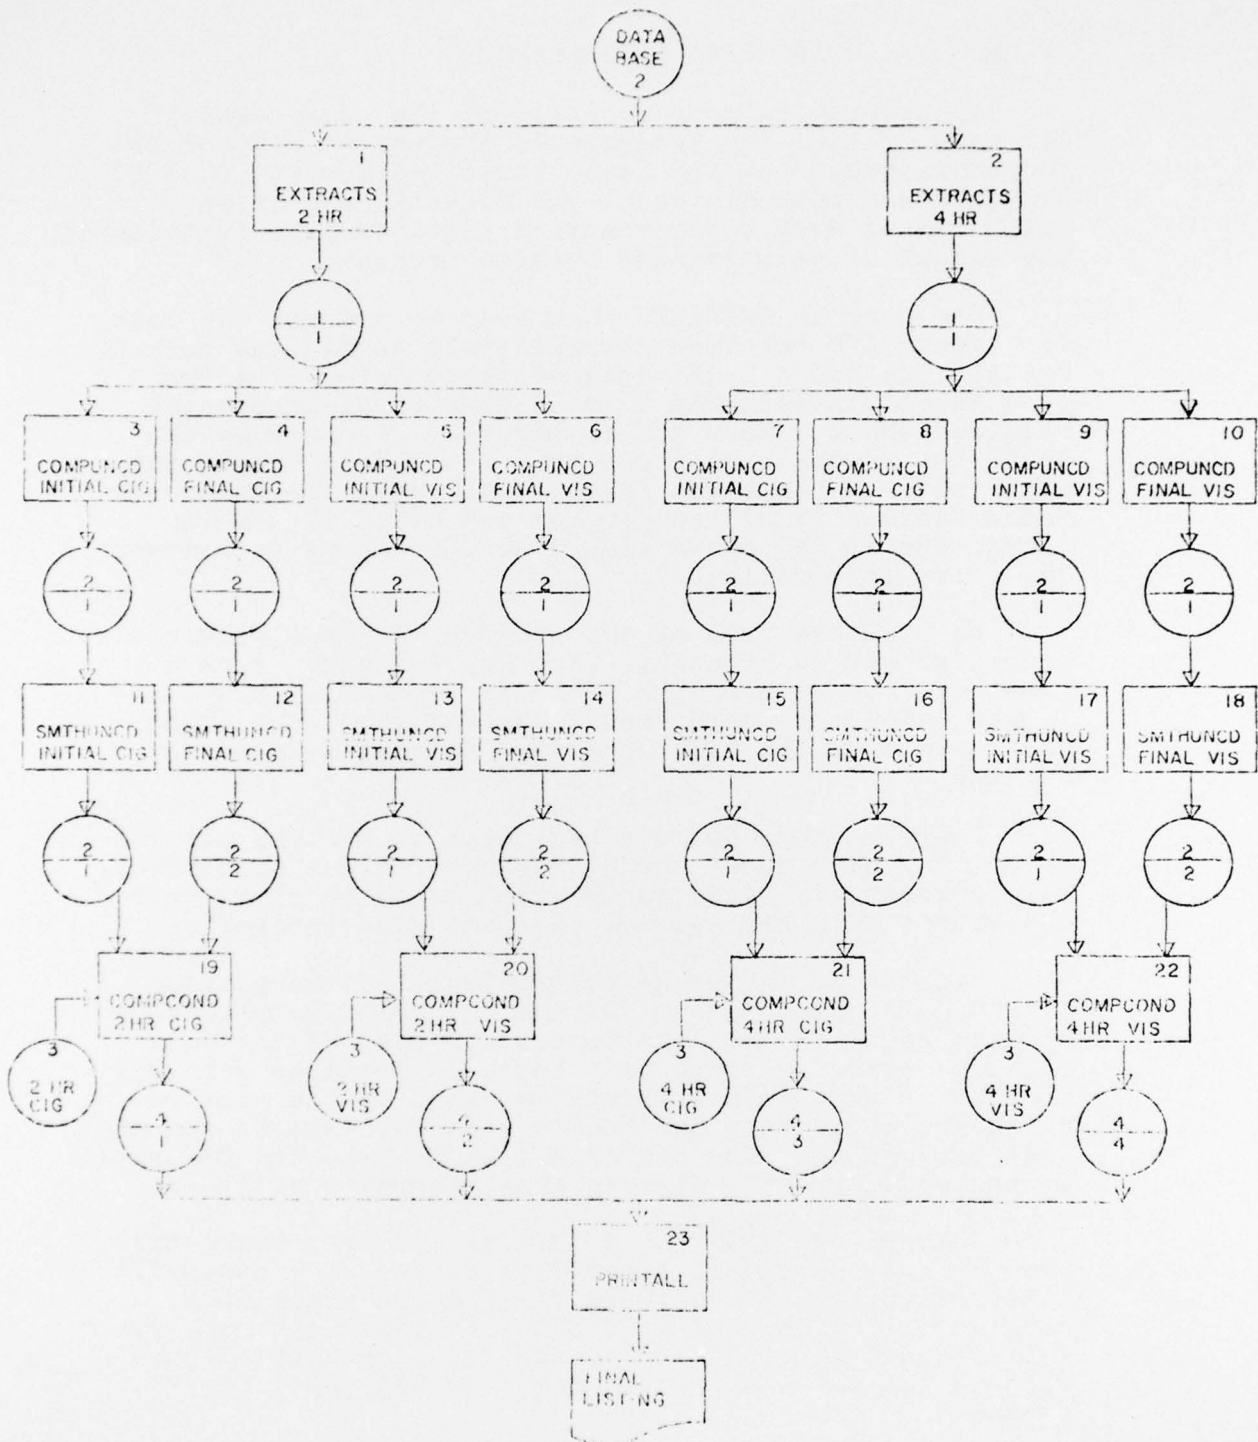 DATA
BASE
2
1
EXTRACTS
2 HR
2
EXTRACTS
4 HR
1
1
1
1
3
COMPUNCD
INITIAL CIG
4
COMPUNCD
FINAL CIG
5
COMPUNCD
INITIAL VIS
6
COMPUNCD
FINAL VIS
7
COMPUNCD
INITIAL CIG
8
COMPUNCD
FINAL CIG
9
COMPUNCD
INITIAL VIS
10
COMPUNCD
FINAL VIS
2
1
2
1
2
1
2
1
2
1
2
1
2
1
2
1
11
SMTHUNCD
INITIAL CIG
12
SMTHUNCD
FINAL CIG
13
SMTHUNCD
INITIAL VIS
14
SMTHUNCD
FINAL VIS
15
SMTHUNCD
INITIAL CIG
16
SMTHUNCD
FINAL CIG
17
SMTHUNCD
INITIAL VIS
18
SMTHUNCD
FINAL VIS
2
1
2
2
2
1
2
2
2
1
2
2
2
1
2
2
19
COMPCOND
2 HR CIG
20
COMPCOND
2 HR VIS
21
COMPCOND
4 HR CIG
22
COMPCOND
4 HR VIS
3
2 HR
CIG
4
1
3
2 HR
VIS
4
2
3
4 HR
CIG
4
3
3
4 HR
VIS
4
4
23
PRINTALL
FINAL
LISTING